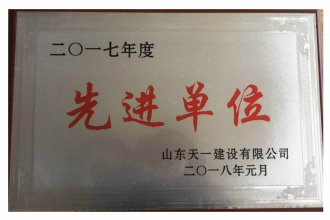 二〇一七年度
先进单位
山东天一建设有限公司
二〇一八年元月